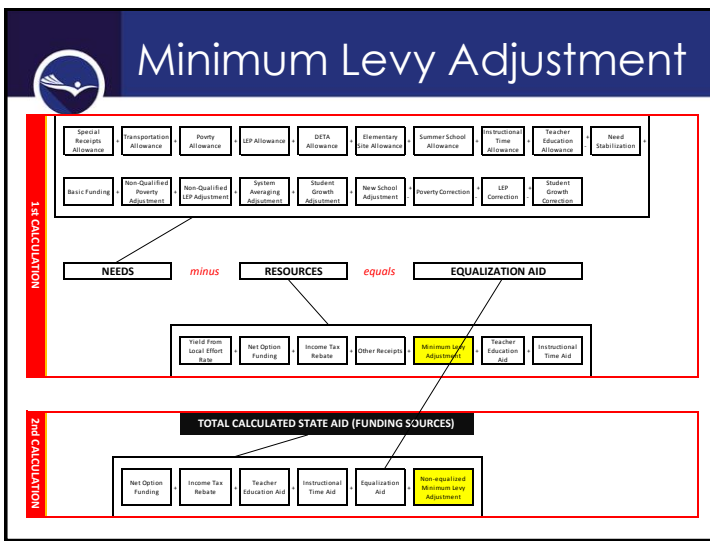 Minimum Levy Adjustment
1st CALCULATION
Special
Receipts
Allowance
+
Transportation
Allowance
+
Povrty
Allowance
+
LEP Allowance
+
DETA
Allowance
+
Elementary
Site Allowance
+
Summer School
Allowance
+
Instructional
Time
Allowance
+
Teacher
Education
Allowance
+
-
Need
Stabilization
+
Basic Funding
+
Non-Qualified
Poverty
Adjustment
+
Non-Qualified
LEP Adjustment
+
System
Averaging
Adjsutment
+
Student
Growth
Adjsutment
+
New School
Adjustment
+
-
Poverty Correction
+
-
LEP
Correction
+
-
Student
Growth
Correction
NEEDS
minus
RESOURCES
equals
EQUALIZATION AID
Yield From
Local Effort
Rate
+
Net Option
Funding
+
Income Tax
Rebate
+
Other Receipts
+
Minimum Levy
Adjustment
+
Teacher
Education
Aid
+
Instructional
Time Aid
2nd CALCULATION
TOTAL CALCULATED STATE AID (FUNDING SOURCES)
Net Option
Funding
+
Income Tax
Rebate
+
Teacher
Education Aid
+
Instructional
Time Aid
+
Equalization
Aid
+
Non-equalized
Minimum Levy
Adjustment